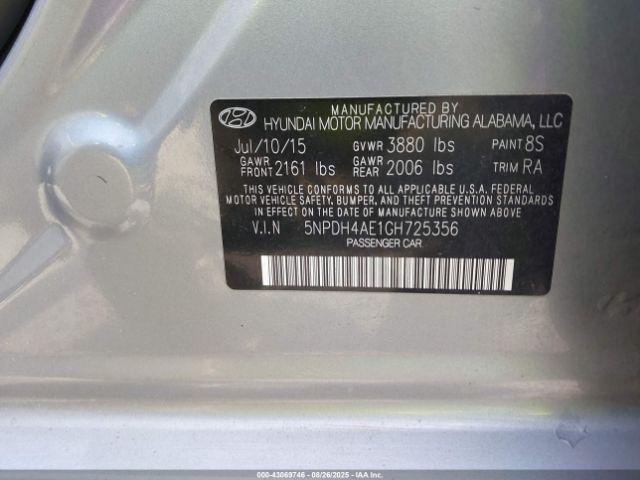 MANUFACTURED BY
HYUNDAI MOTOR MANUFACTURING ALABAMA, LLC
Jul/10/15 GVWR 3880 lbs PAINT 8S
GAWR FRONT 2161 lbs GAWR REAR 2006 lbs TRIM RA
THIS VEHICLE CONFORMS TO ALL APPLICABLE U.S.A. FEDERAL
MOTOR VEHICLE SAFETY, BUMPER, AND THEFT PREVENTION
STANDARDS IN EFFECT ON THE DATE OF MANUFACTURE SHOWN ABOVE
V.I.N 5NPDH4AE1GH725356
PASSENGER CAR
000-43069746 - 08/26/2025 - WWW.IAAI.COM